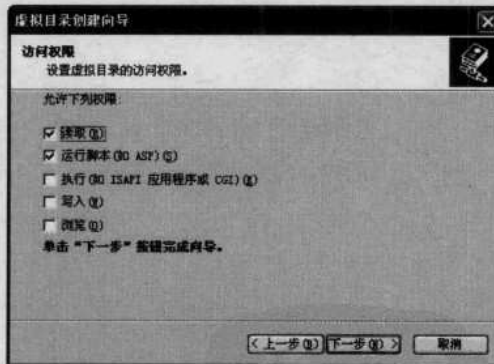 虚拟目录创建向导
访问权限
设置虚拟目录的访问权限。
允许下列权限:
读取(R)
运行脚本(如 ASP)(S)
执行(如 ISAPI 应用程序或 CGI)(E)
写入(W)
浏览(O)
单击“下一步”按钮完成向导。
< 上一步(B) 下一步(N) > 取消